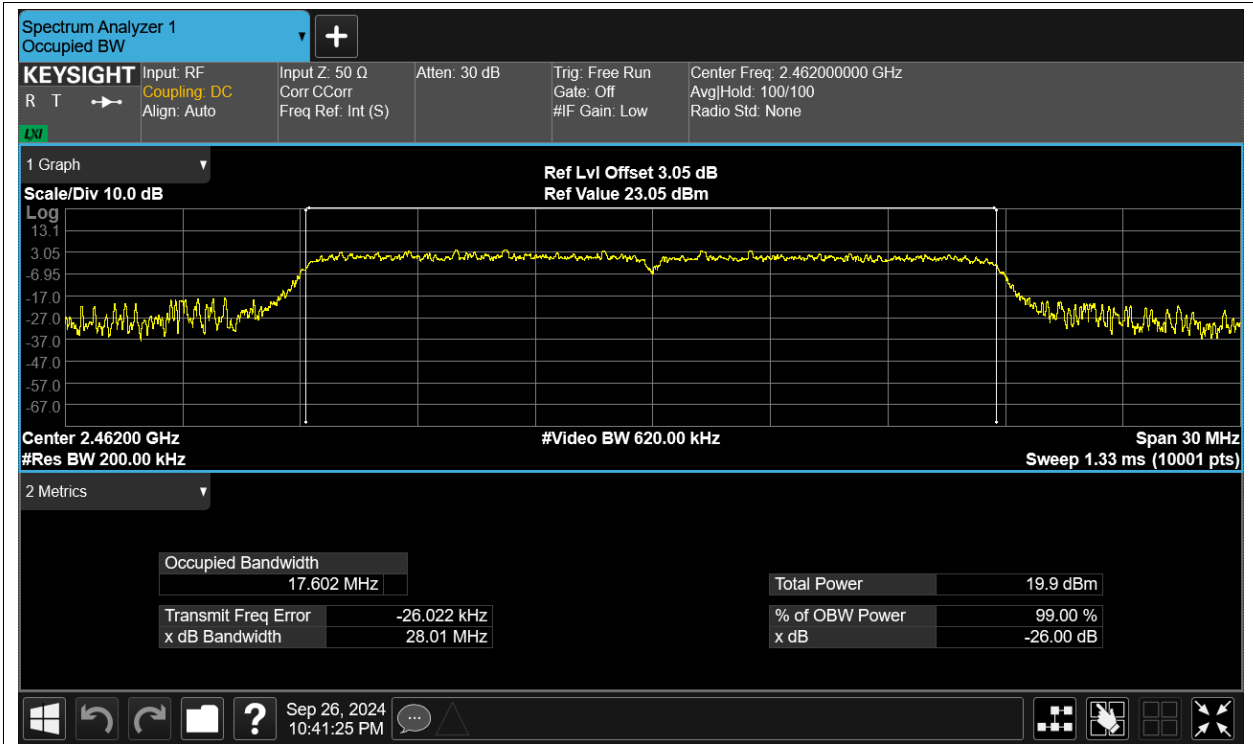 Spectrum Analyzer 1
Occupied BW
KEYSIGHT
R T
LXI
Input: RF
Coupling: DC
Align: Auto
Input Z: 50 Ω
Corr CCorr
Freq Ref: Int (S)
Atten: 30 dB
Trig: Free Run
Gate: Off
#IF Gain: Low
Center Freq: 2.462000000 GHz
Avg|Hold: 100/100
Radio Std: None
1 Graph
Scale/Div 10.0 dB
Ref Lvl Offset 3.05 dB
Ref Value 23.05 dBm
Log
13.1
3.05
-6.95
-17.0
-27.0
-37.0
-47.0
-57.0
-67.0
Center 2.46200 GHz
#Video BW 620.00 kHz
Span 30 MHz
#Res BW 200.00 kHz
Sweep 1.33 ms (10001 pts)
2 Metrics
Occupied Bandwidth
17.602 MHz
Total Power 19.9 dBm
Transmit Freq Error -26.022 kHz
% of OBW Power 99.00 %
x dB Bandwidth 28.01 MHz
x dB -26.00 dB
?
Sep 26, 2024
10:41:25 PM